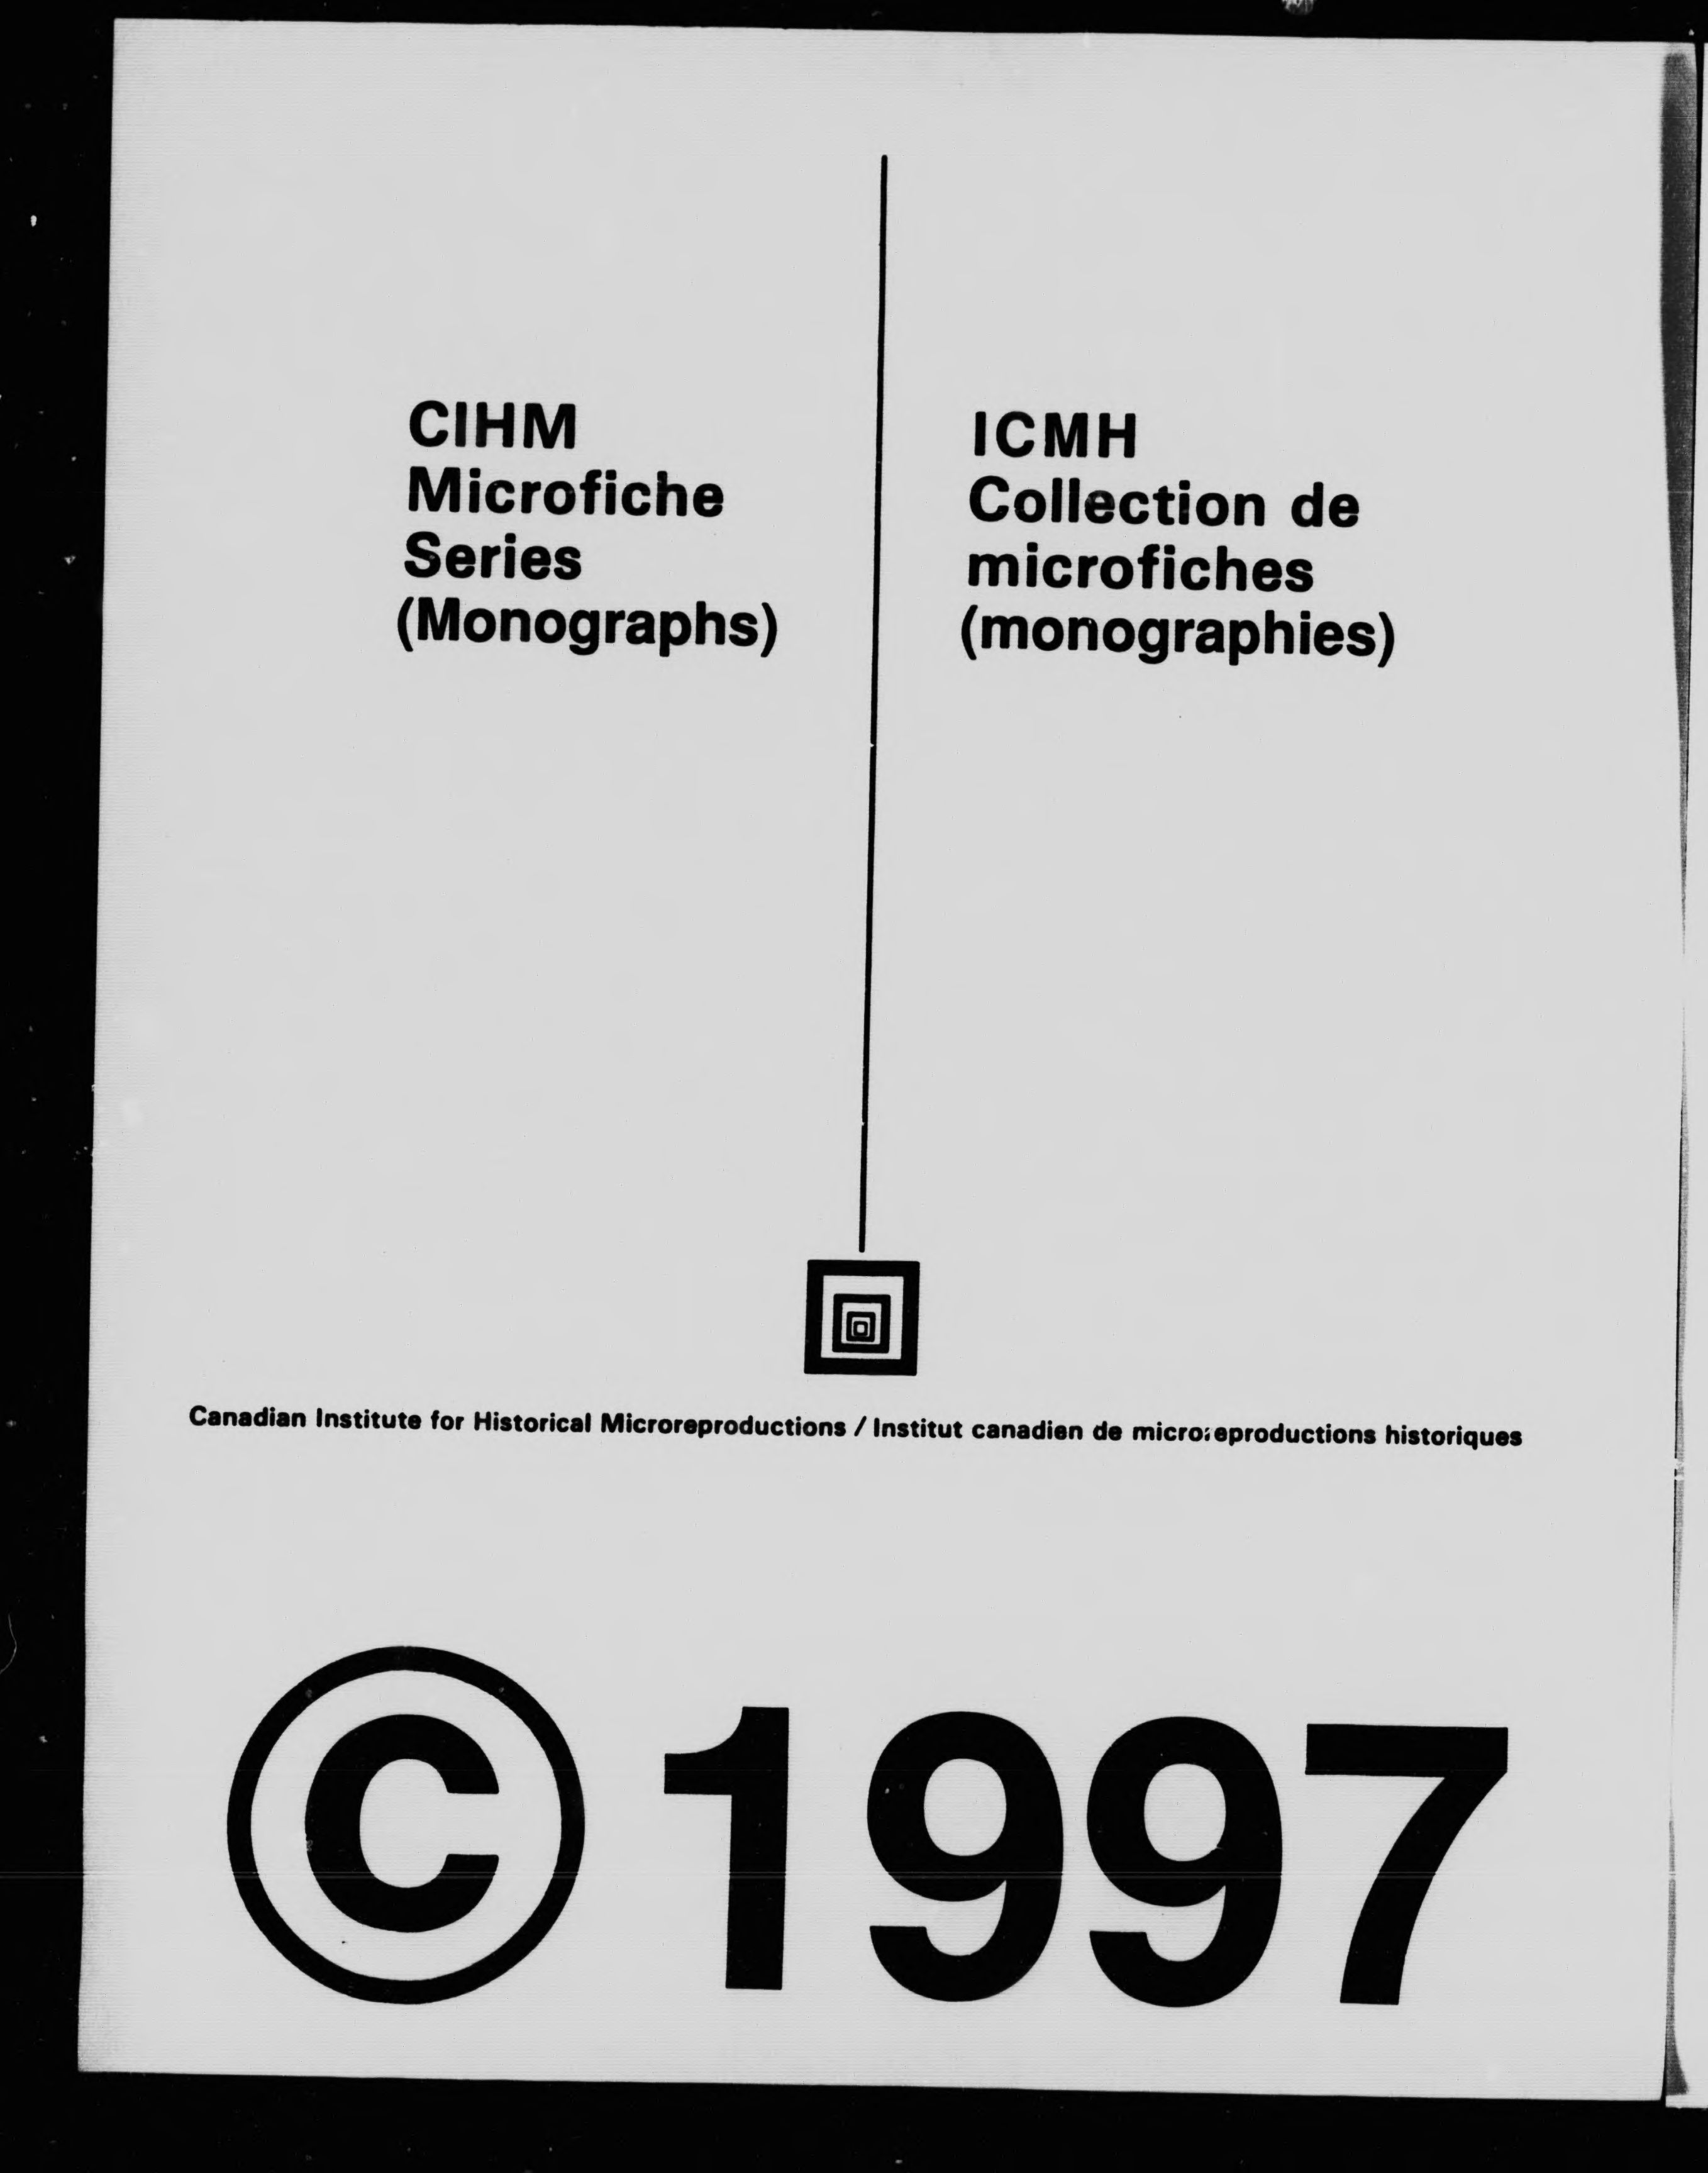 CIHM
Microfiche
Series
(Monographs)
ICMH
Collection de
microfiches
(monographies)
Canadian Institute for Historical Microreproductions / Institut canadien de microreproductions historiques
© 1997